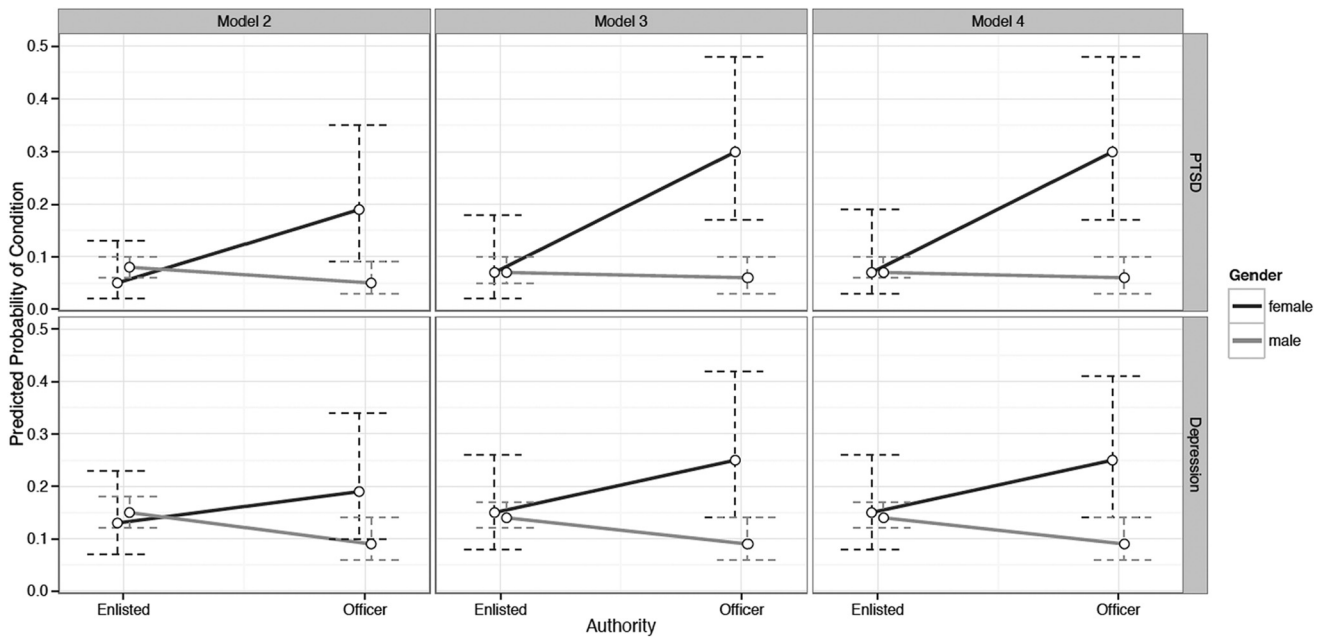 Model 2
Model 3
Model 4
Predicted Probability of Condition
0.5
0.4
0.3
0.2
0.1
0.0
PTSD
0.5
0.4
0.3
0.2
0.1
0.0
Depression
Enlisted
Officer
Enlisted
Officer
Enlisted
Officer
Authority
Gender
female
male